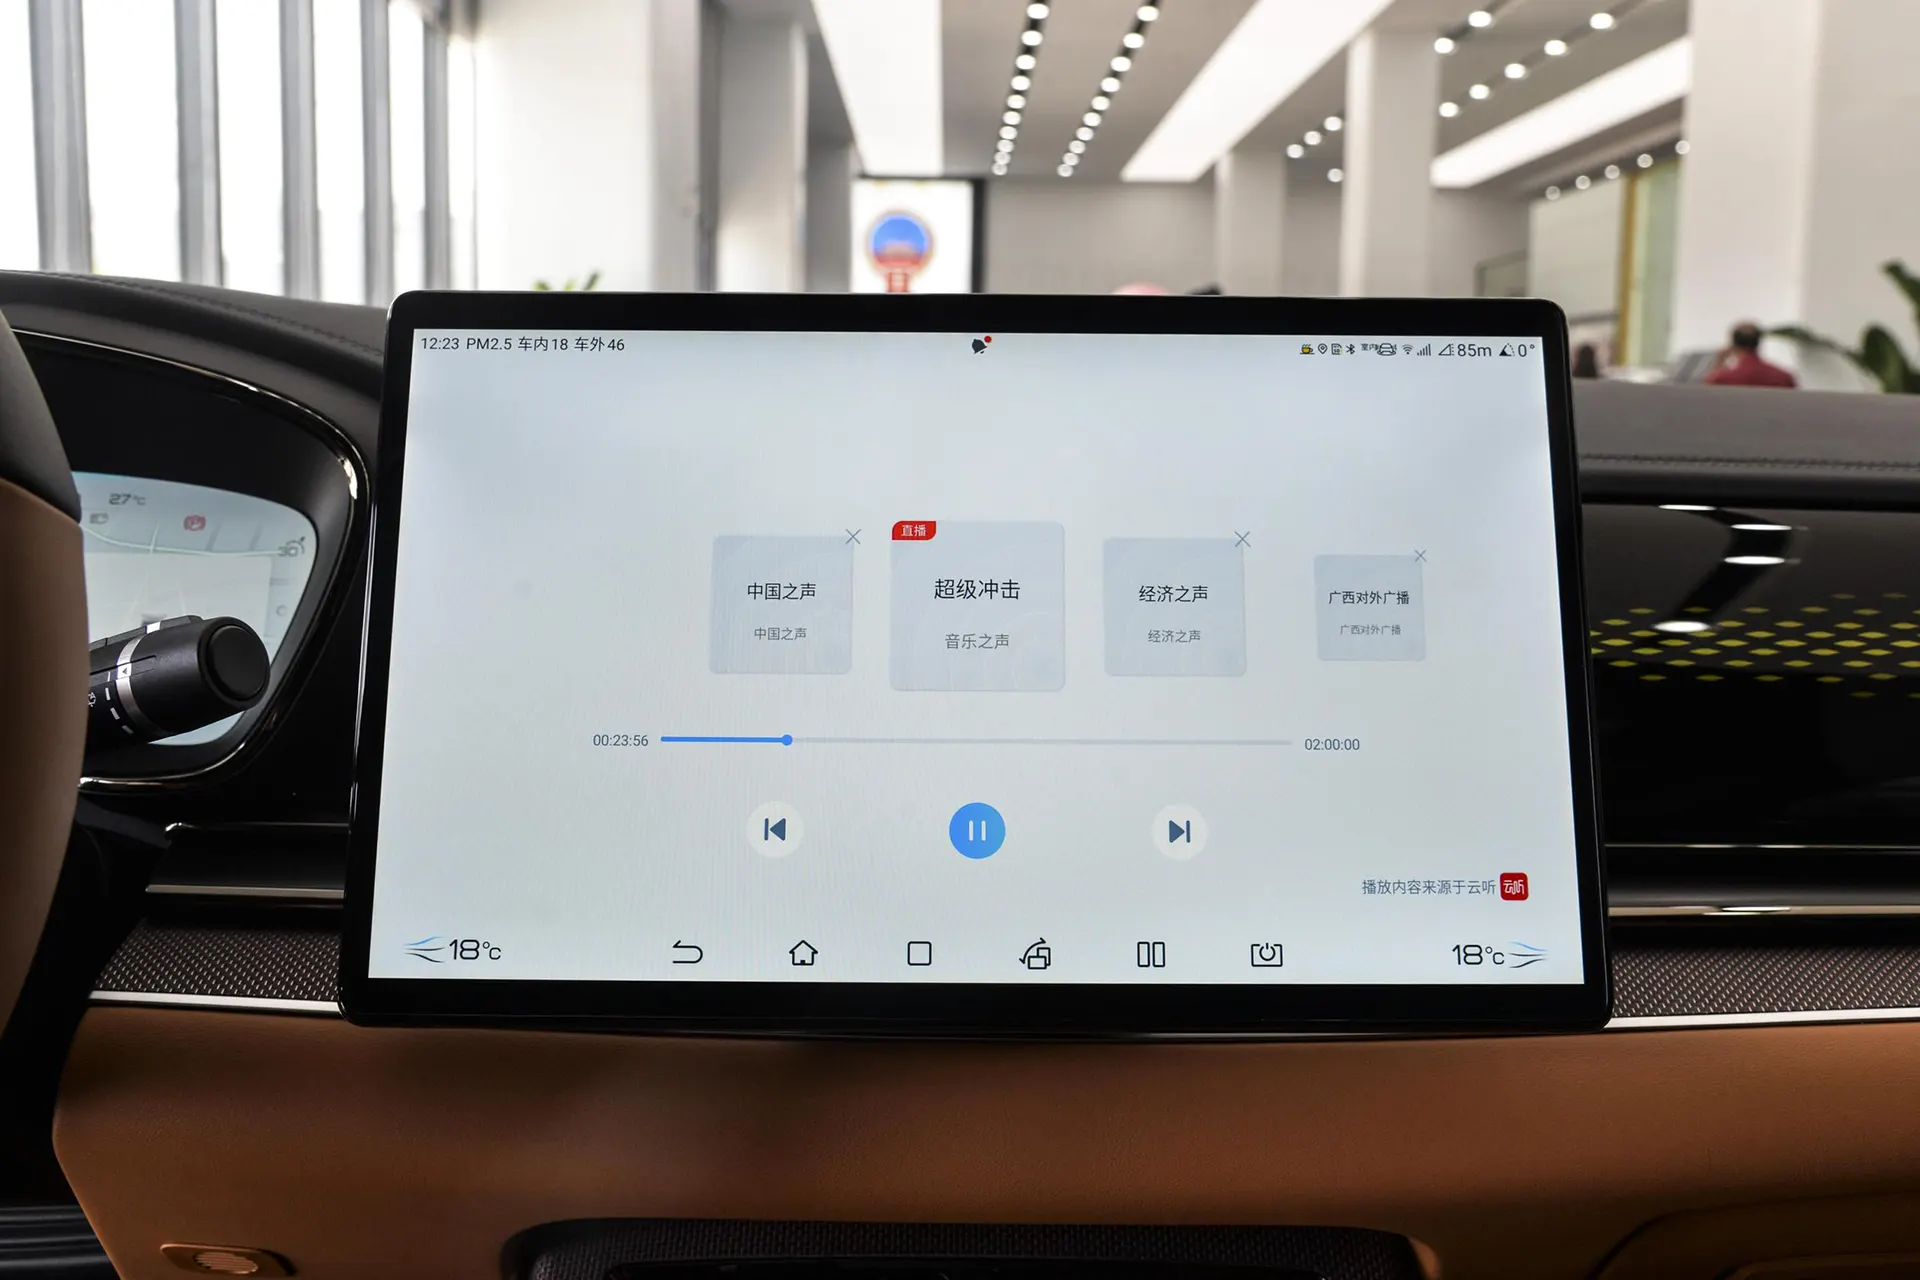 12:23 PM2.5 车内18 车外46
85m 0°
27℃
直播
中国之声
中国之声
超级冲击
音乐之声
经济之声
经济之声
广西对外广播
广西对外广播
00:23:56
02:00:00
播放内容来源于云听 云听
18℃
18℃